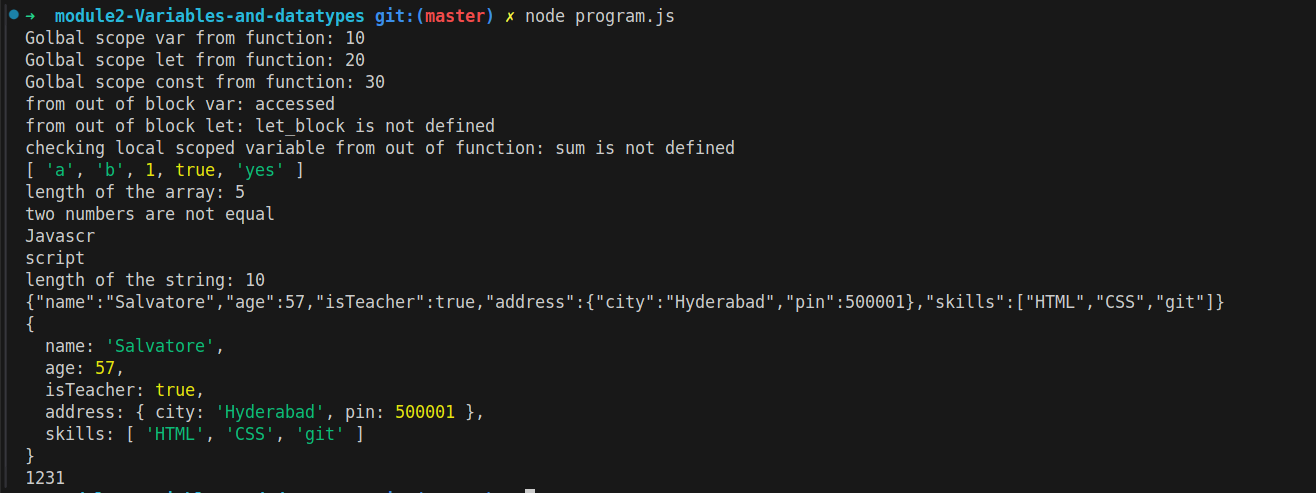 ➜ module2-Variables-and-datatypes git:(master) ✗ node program.js
Golbal scope var from function: 10
Golbal scope let from function: 20
Golbal scope const from function: 30
from out of block var: accessed
from out of block let: let_block is not defined
checking local scoped variable from out of function: sum is not defined
[ 'a', 'b', 1, true, 'yes' ]
length of the array: 5
two numbers are not equal
Javascr
script
length of the string: 10
{"name":"Salvatore","age":57,"isTeacher":true,"address":{"city":"Hyderabad","pin":500001},"skills":["HTML","CSS","git"]}
{
  name: 'Salvatore',
  age: 57,
  isTeacher: true,
  address: { city: 'Hyderabad', pin: 500001 },
  skills: [ 'HTML', 'CSS', 'git' ]
}
1231